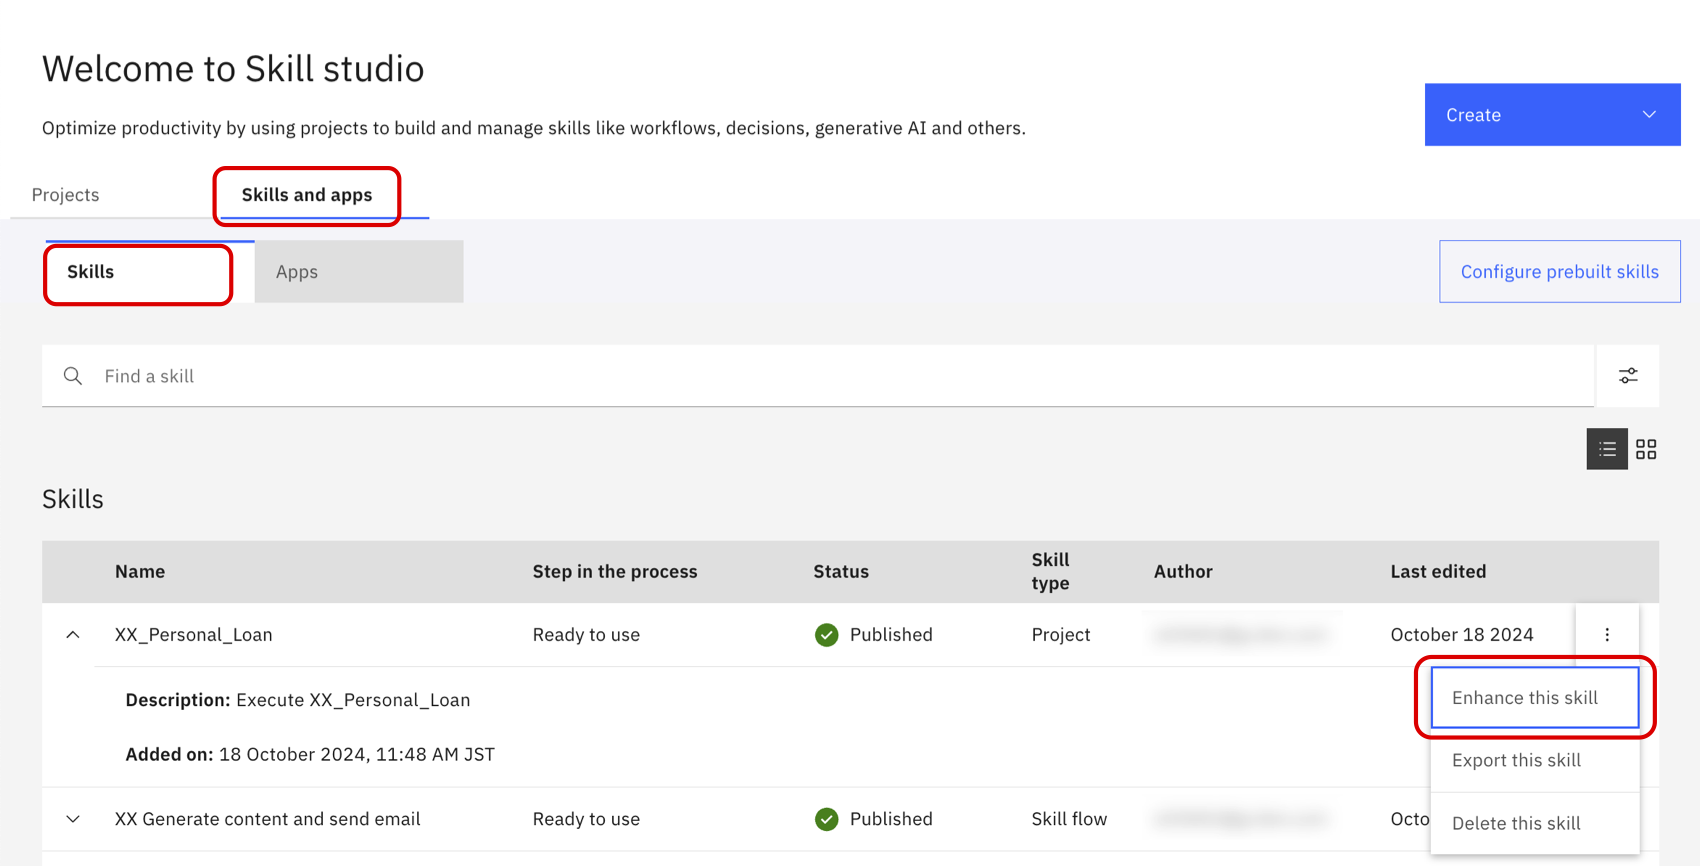 Welcome to Skill studio
Optimize productivity by using projects to build and manage skills like workflows, decisions, generative AI and others.
Create
Projects
Skills and apps
Skills
Apps
Configure prebuilt skills
Find a skill
Skills
Name Step in the process Status Skill type Author Last edited
XX_Personal_Loan Ready to use Published Project October 18 2024
Enhance this skill
Description: Execute XX_Personal_Loan
Added on: 18 October 2024, 11:48 AM JST
Export this skill
XX Generate content and send email Ready to use Published Skill flow Octo
Delete this skill